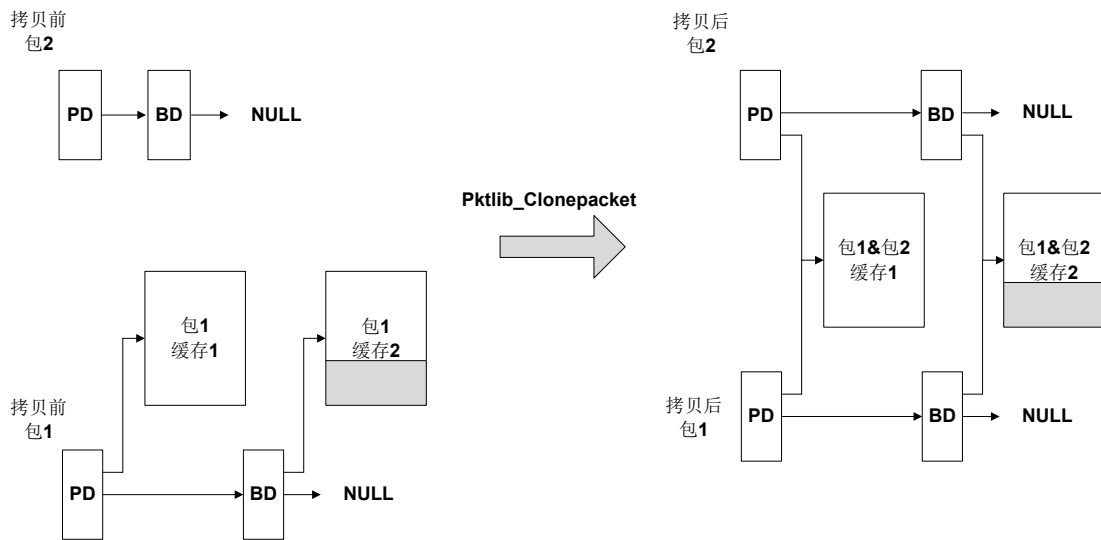 拷贝前
包2
PD
BD
NULL
包1
缓存1
包1
缓存2
拷贝前
包1
PD
BD
NULL
Pktlib_Clonepacket
拷贝后
包2
PD
BD
NULL
包1&包2
缓存1
包1&包2
缓存2
拷贝后
包1
PD
BD
NULL